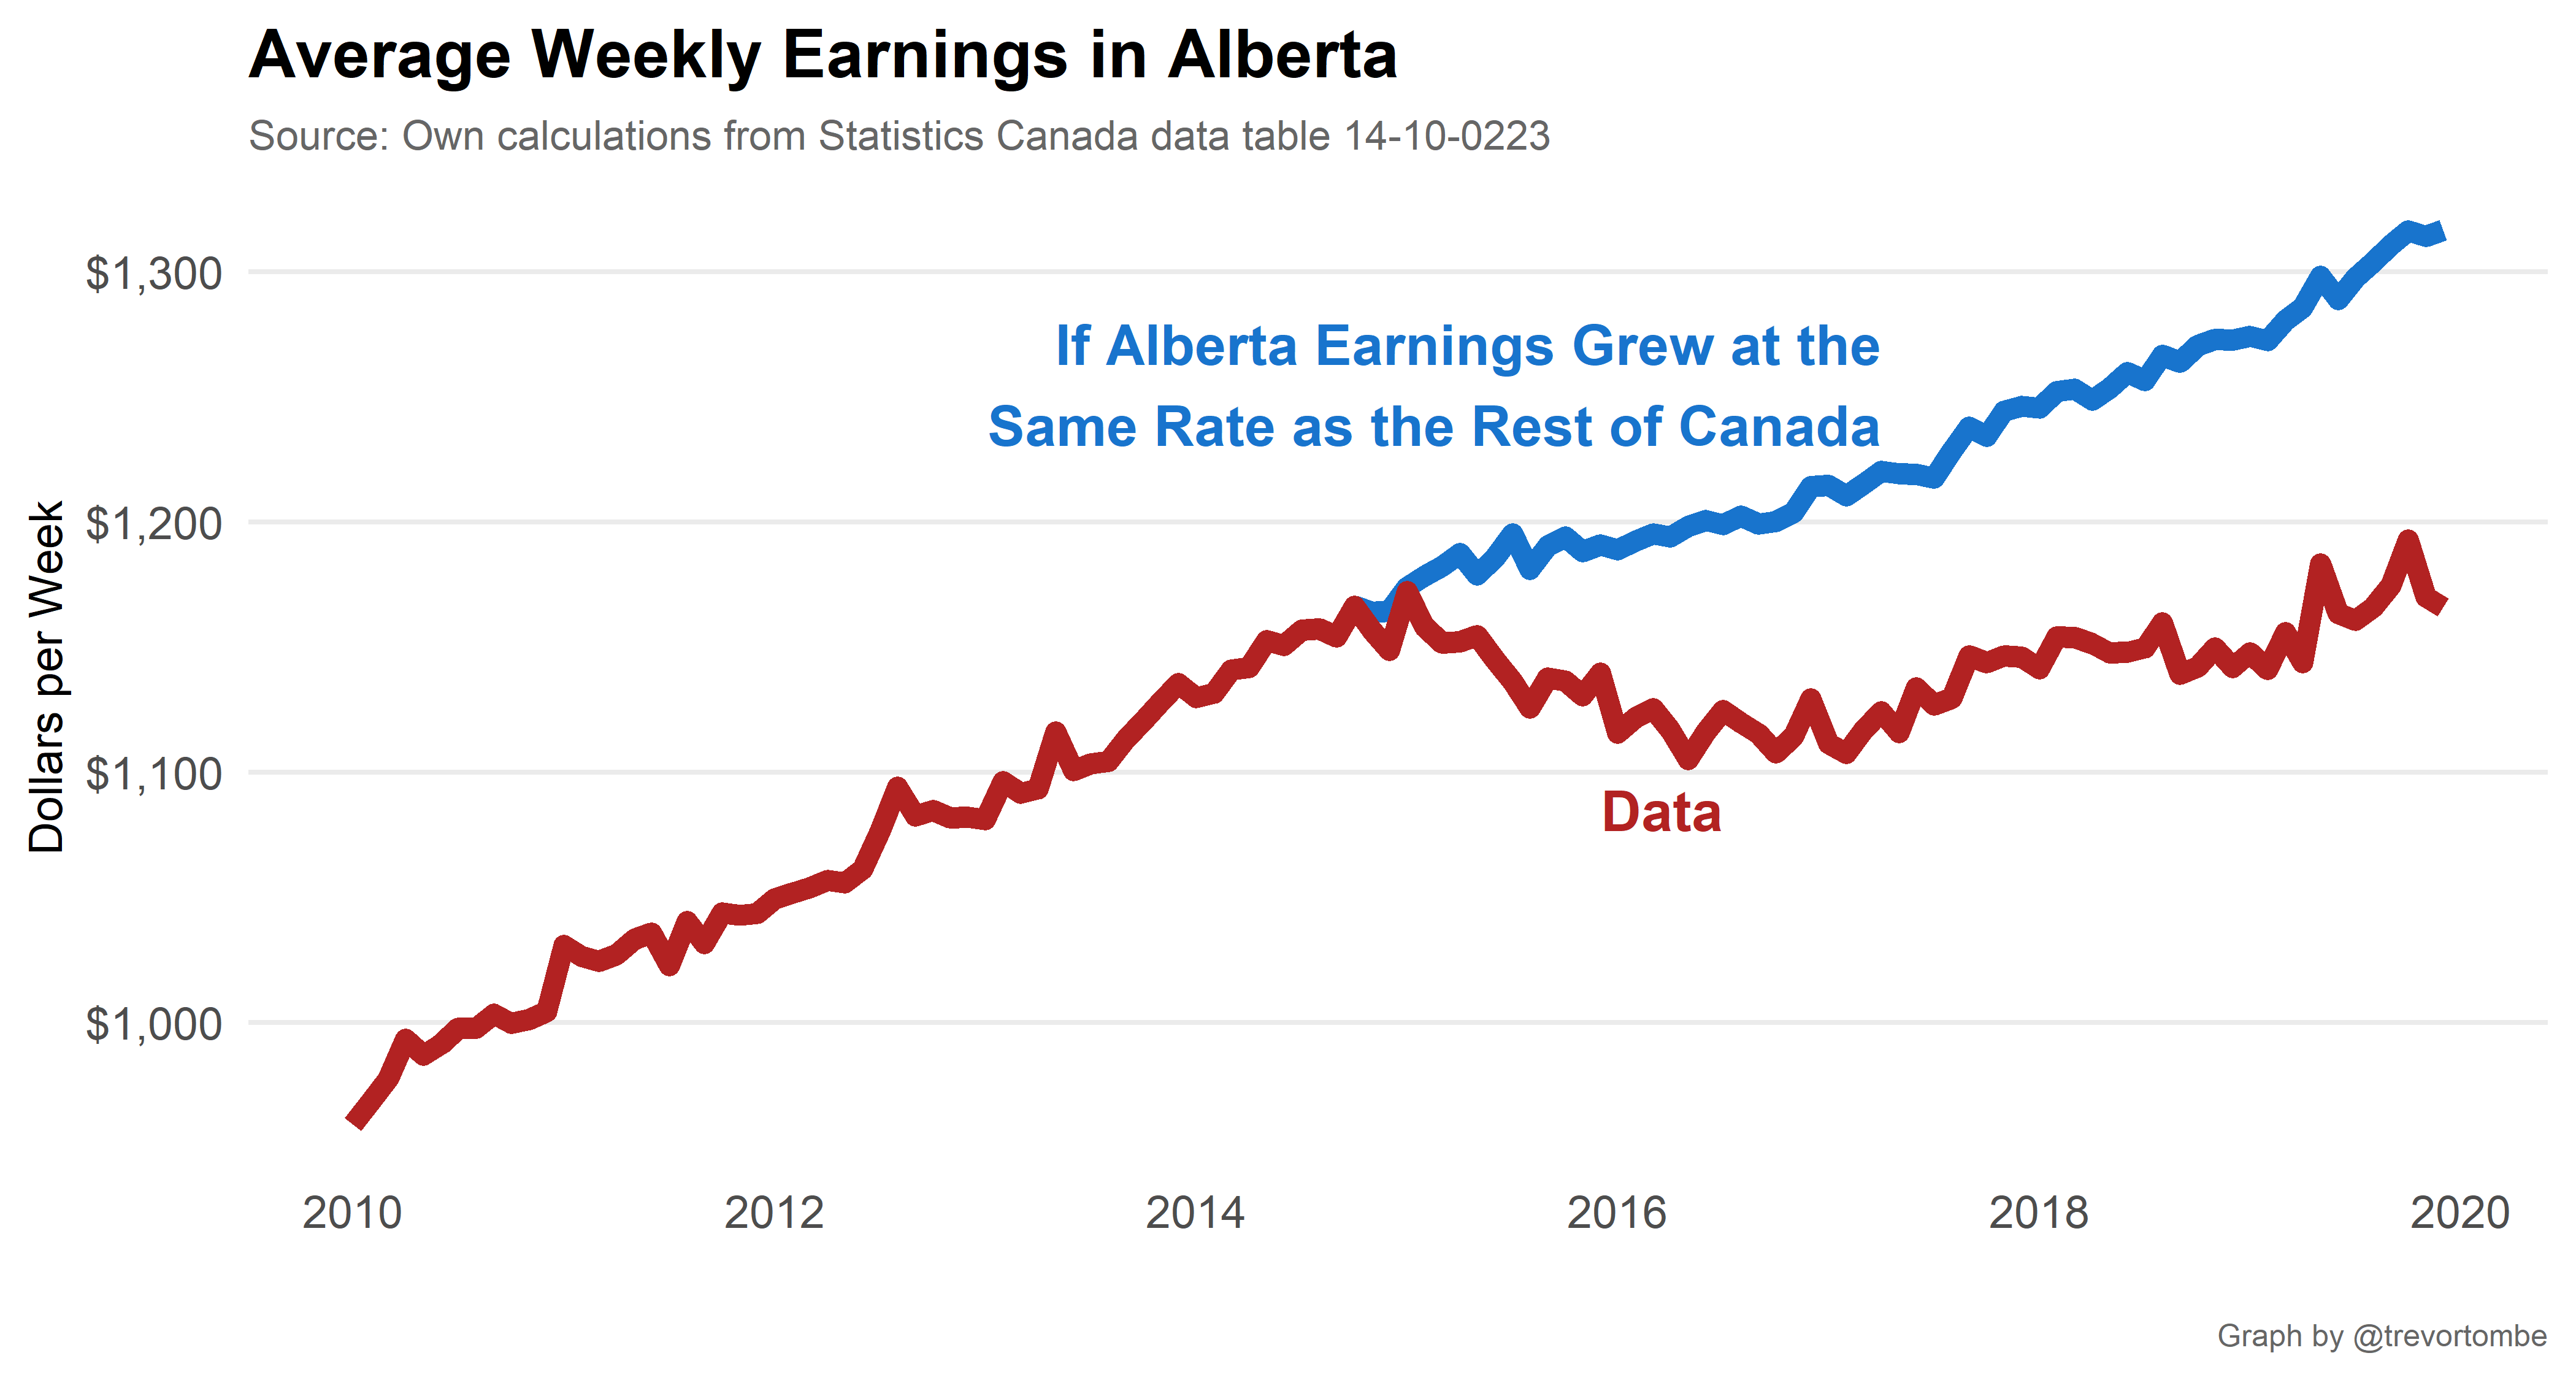 Average Weekly Earnings in Alberta
Source: Own calculations from Statistics Canada data table 14-10-0223
$1,300
If Alberta Earnings Grew at the
Same Rate as the Rest of Canada
$1,200
Dollars per Week
$1,100
Data
$1,000
2010 2012 2014 2016 2018 2020
Graph by @trevortombe